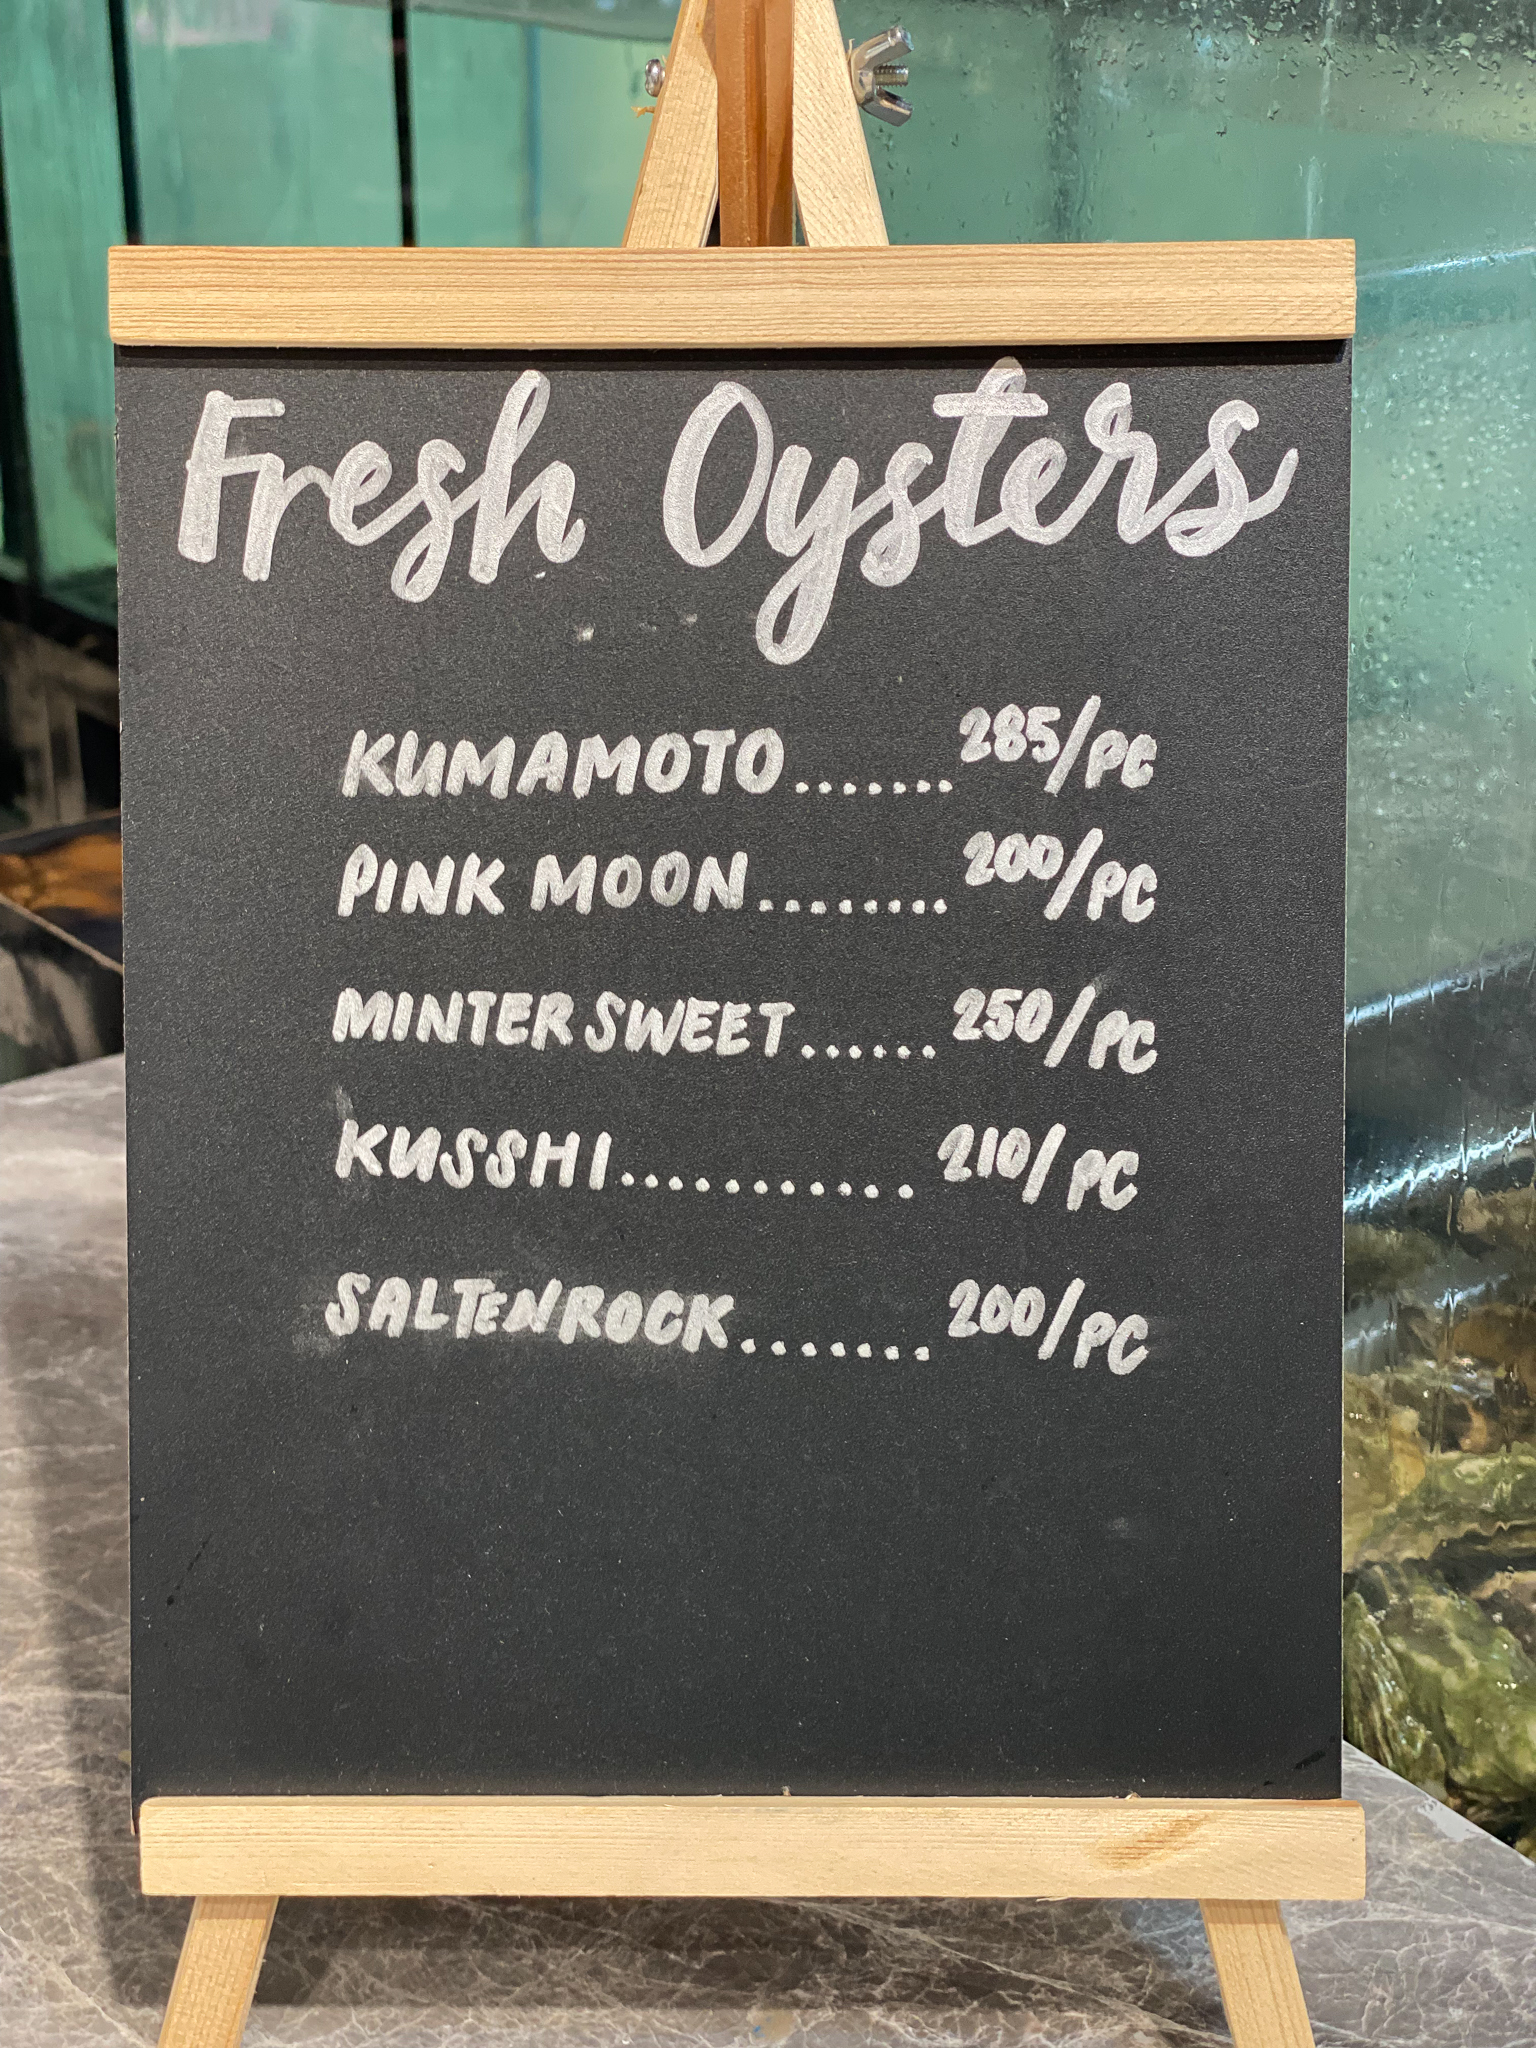 Fresh Oysters
KUMAMOTO.......285/PC
PINK MOON........200/PC
MINTER SWEET......250/PC
KUSSHI............210/PC
SALTENROCK.......200/PC